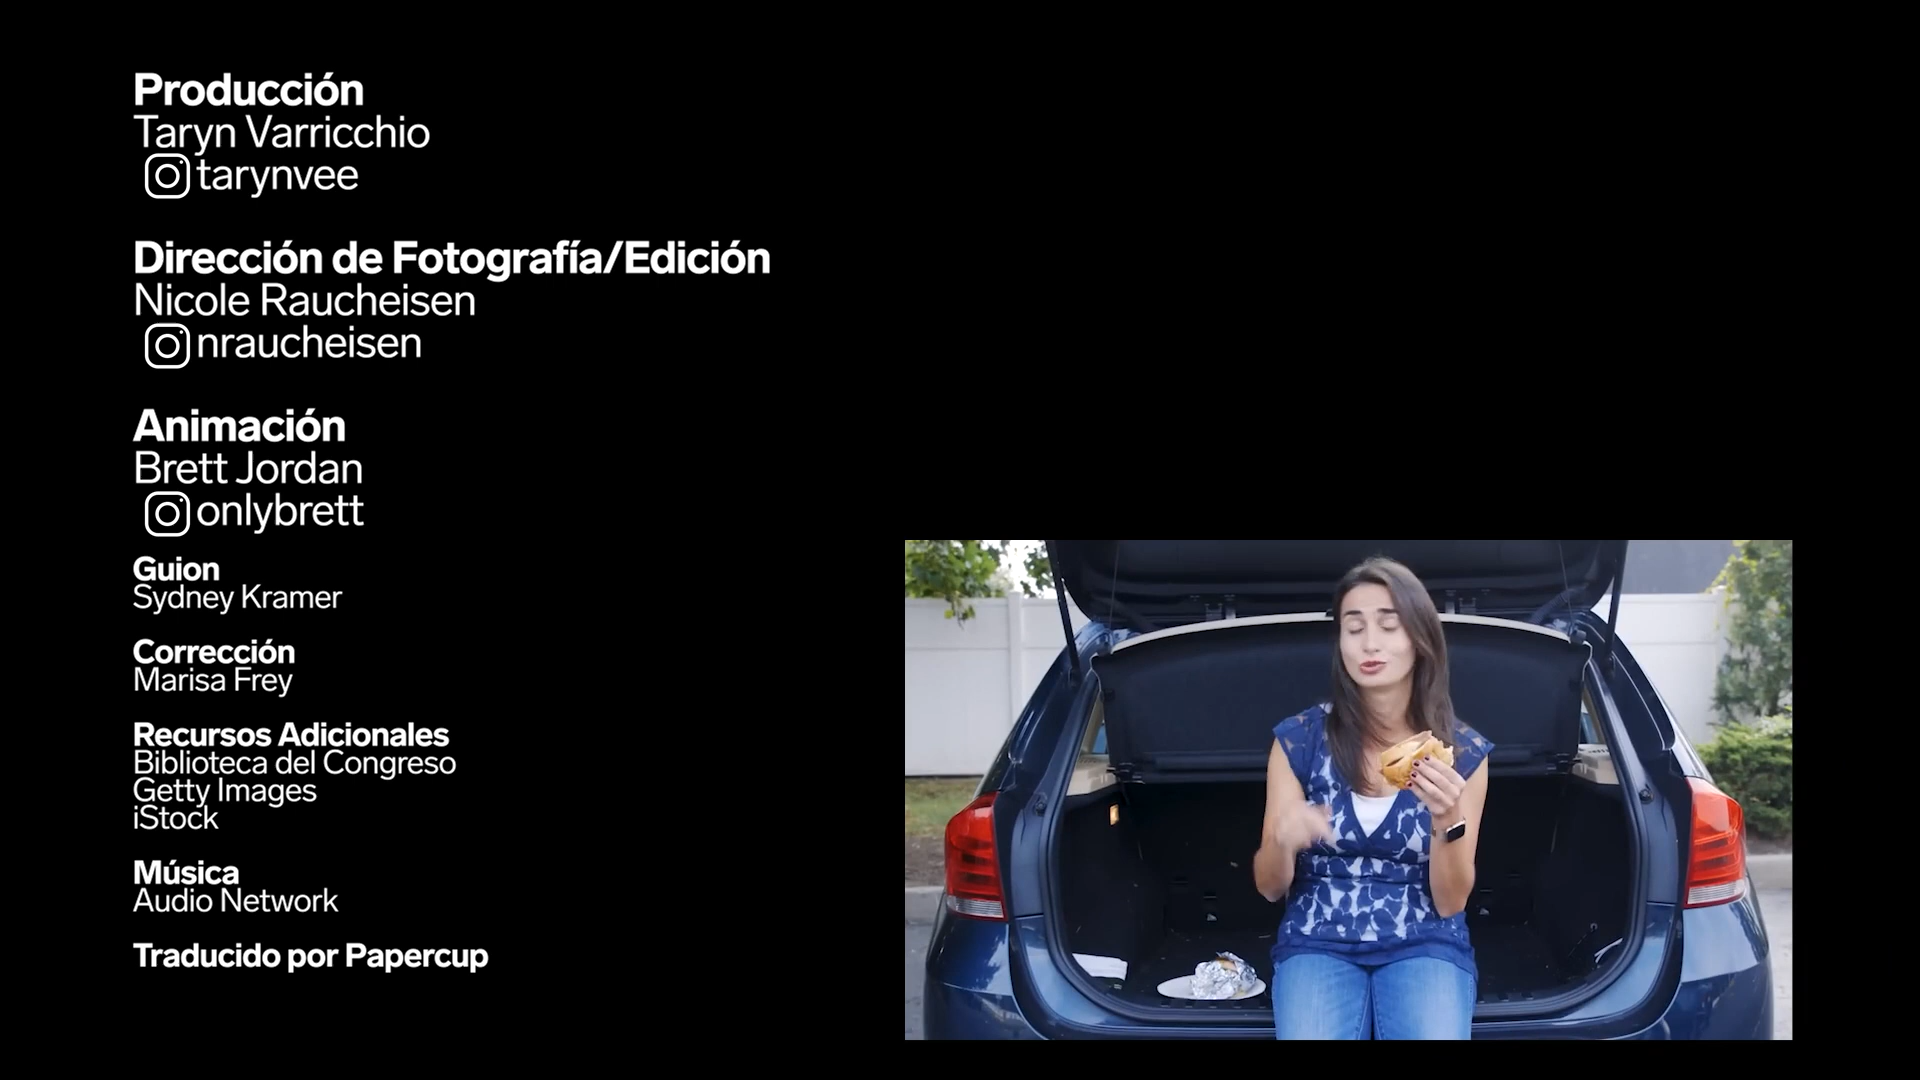 Producción
Taryn Varricchio
tarynvee
Dirección de Fotografía/Edición
Nicole Raucheisen
nraucheisen
Animación
Brett Jordan
onlybrett
Guion
Sydney Kramer
Corrección
Marisa Frey
Recursos Adicionales
Biblioteca del Congreso
Getty Images
iStock
Música
Audio Network
Traducido por Papercup